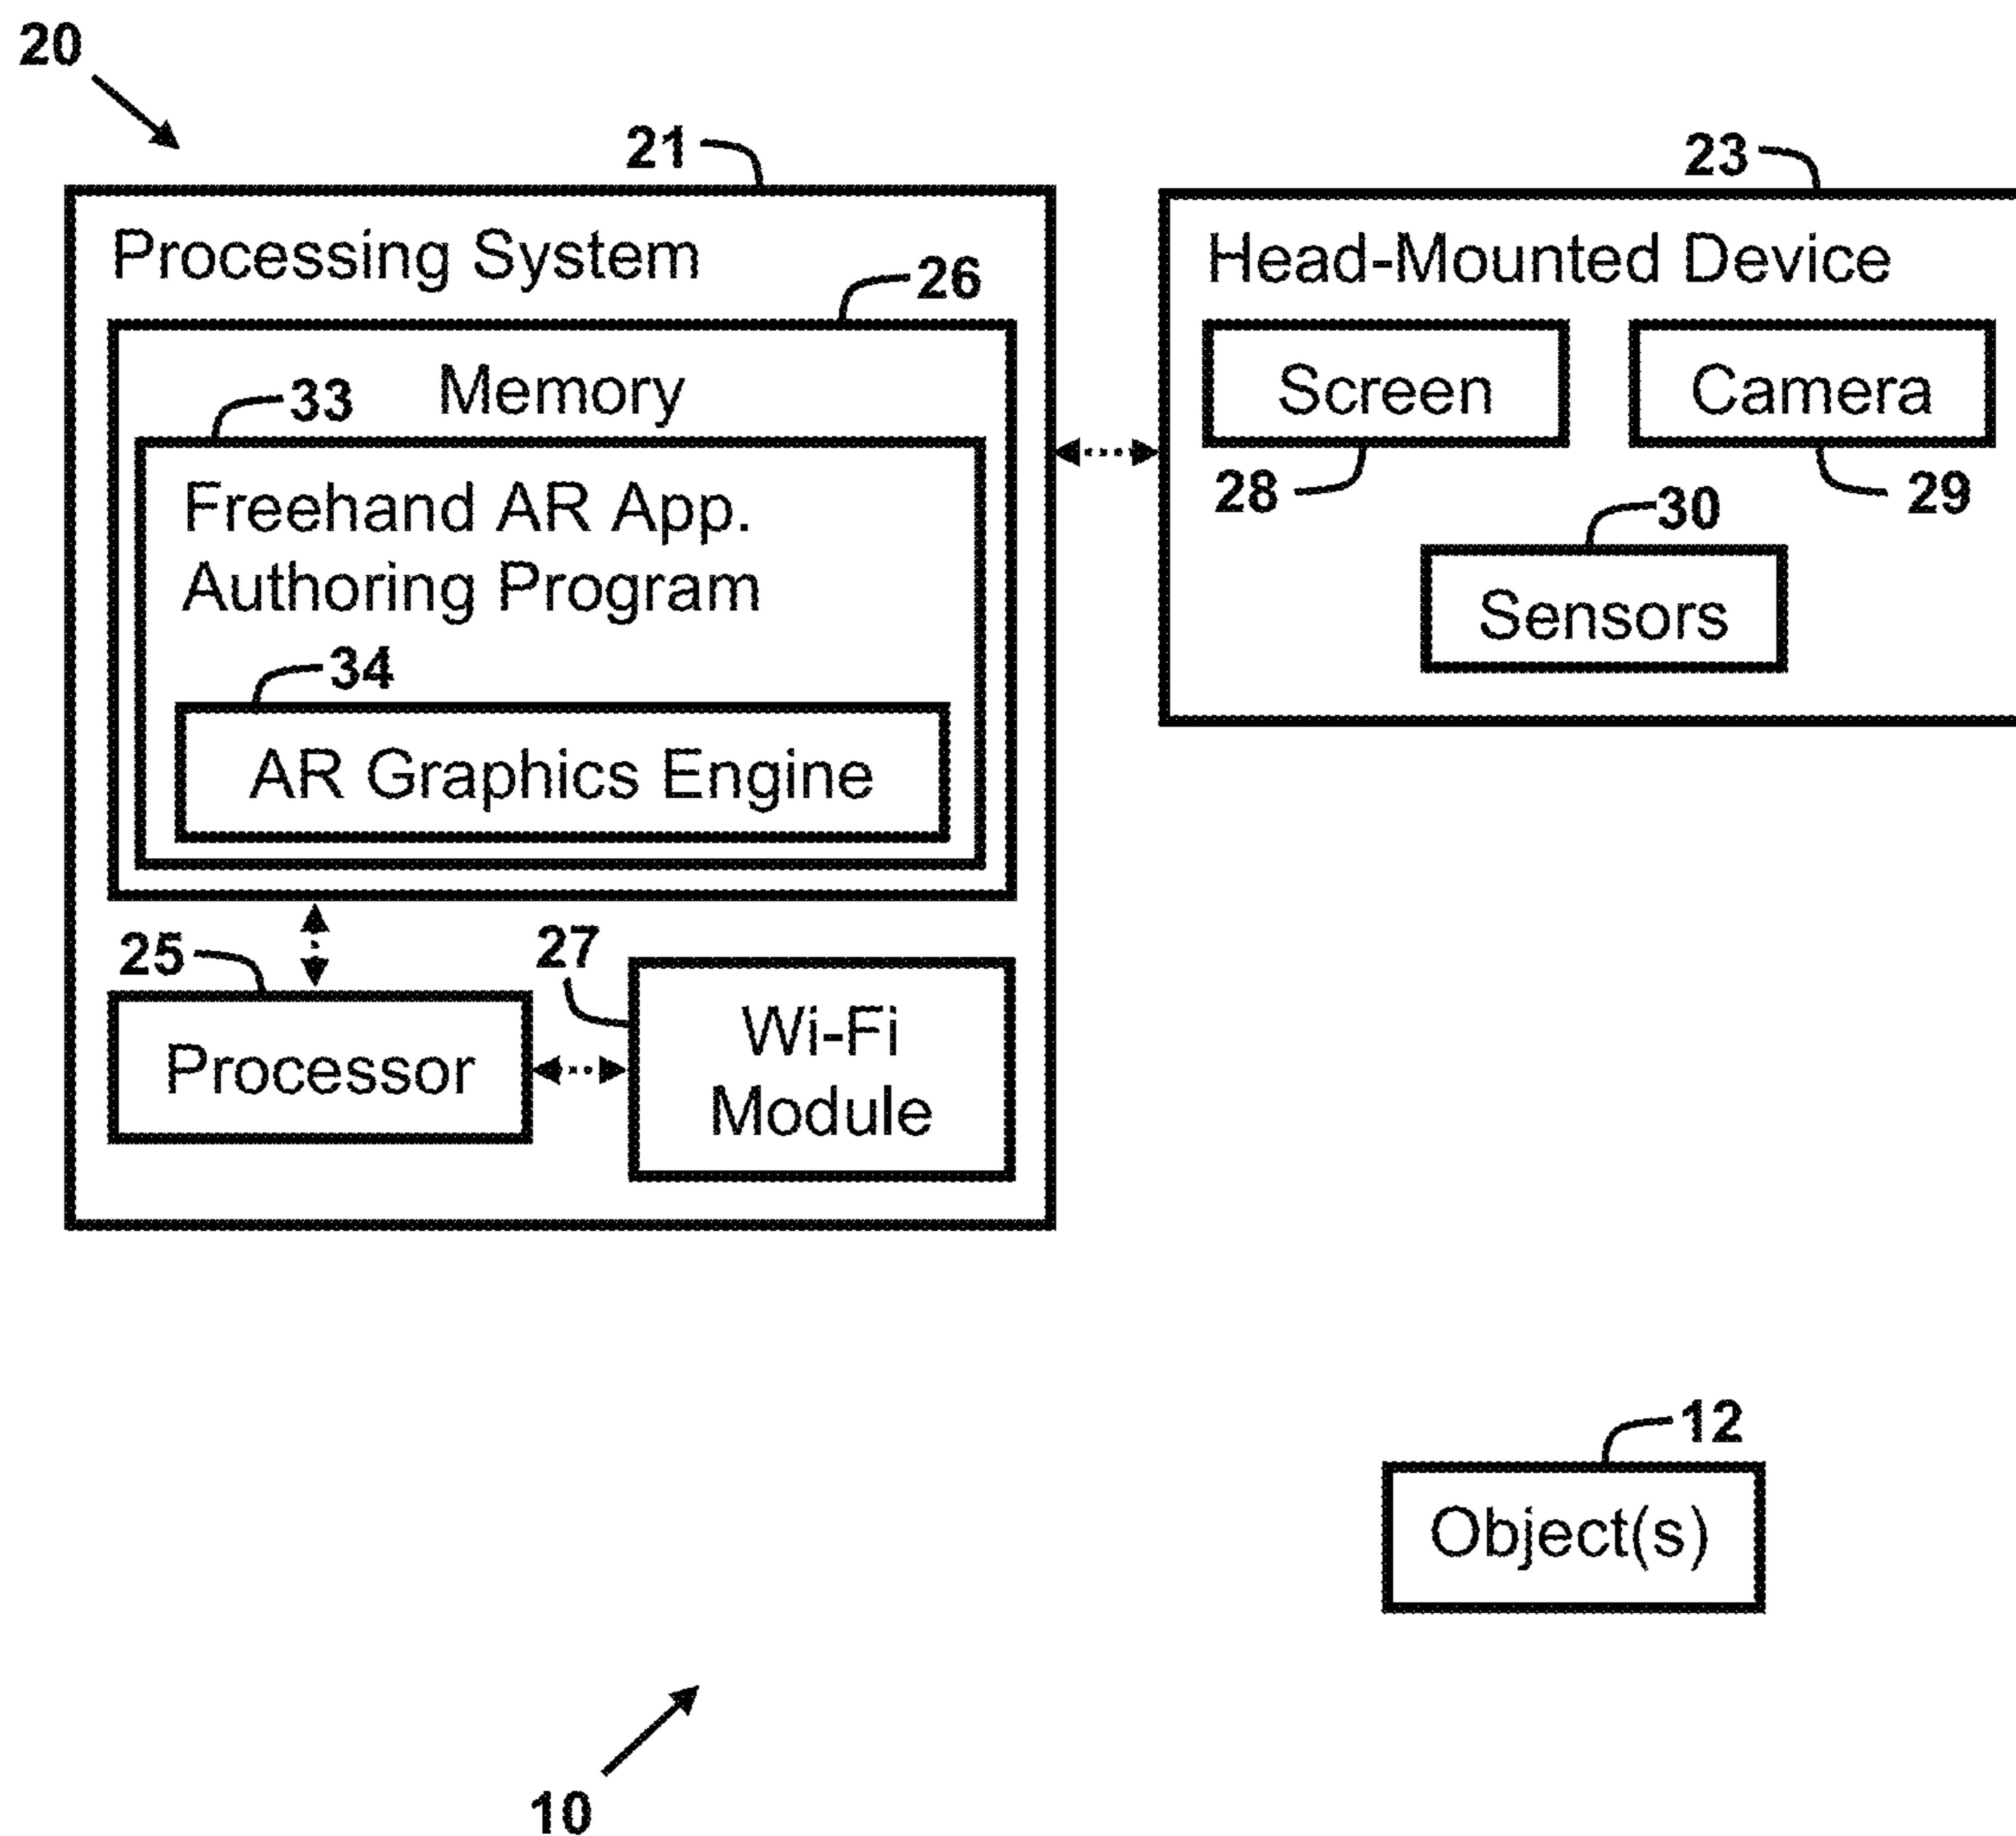 20
21
23
Processing System
Head-Mounted Device
26
Screen
Camera
Memory
33
28
29
Freehand AR App.
Authoring Program
30
Sensors
34
AR Graphics Engine
25
27
Processor
Wi-Fi
Module
12
Object(s)
10